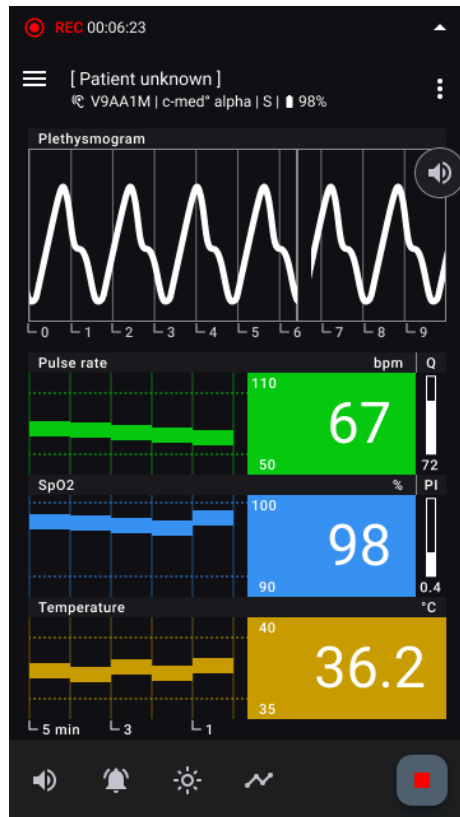 REC 00:06:23
[ Patient unknown ]
V9AA1M | c-med° alpha | S | 98%
Plethysmogram
0 1 2 3 4 5 6 7 8 9
Pulse rate bpm Q
110
67
50
72
SpO2 % PI
100
98
90
0.4
Temperature °C
40
36.2
35
5 min 3 1